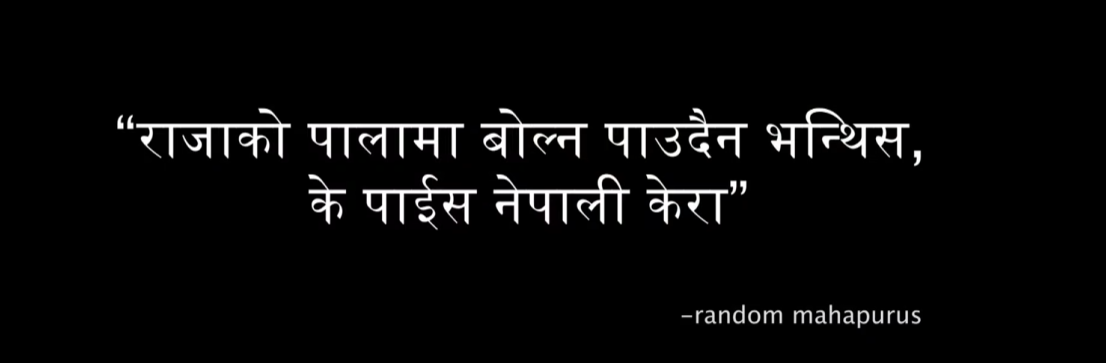 “राजाको पालामा बोल्न पाउदैन भन्थिस,
के पाईस नेपाली केरा”
–random mahapurus